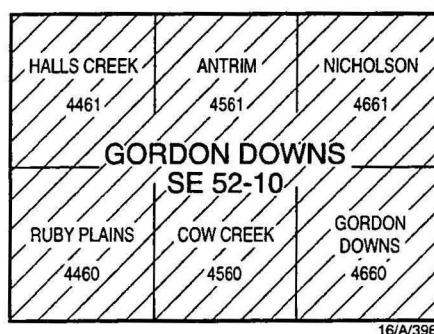 HALLS CREEK
4461
ANTRIM
4561
NICHOLSON
4661
GORDON DOWNS
SE 52-10
RUBY PLAINS
4460
COW CREEK
4560
GORDON
DOWNS
4660
16/A/396